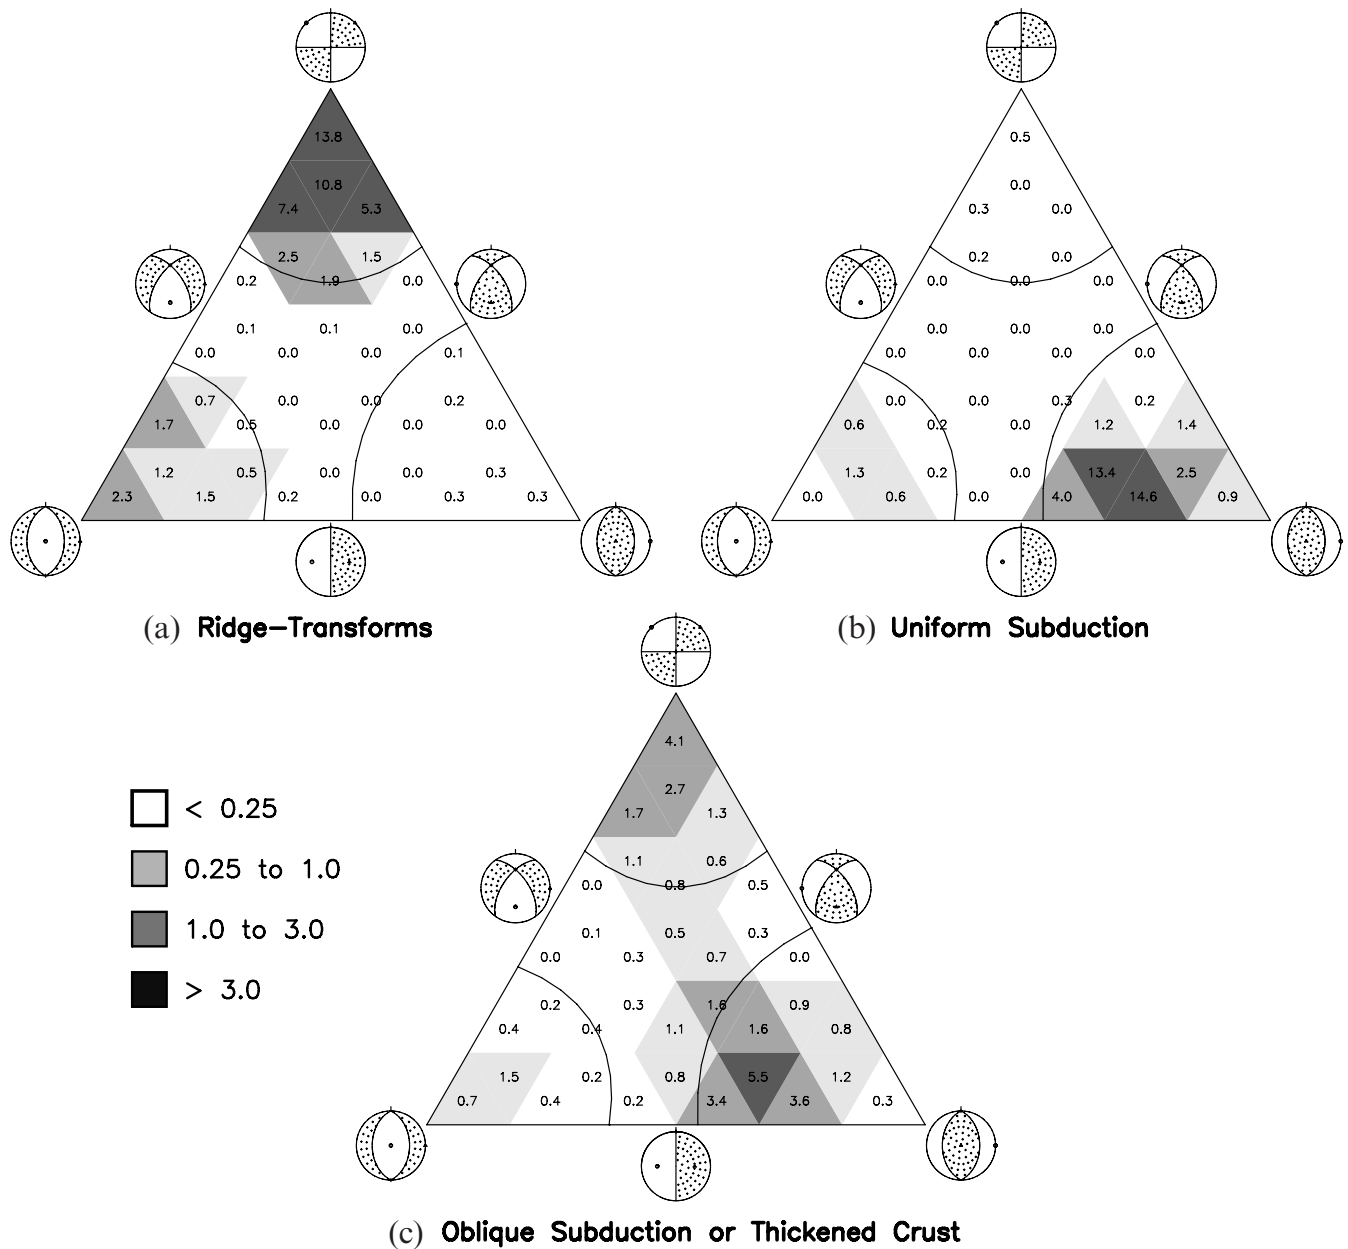 13.8
10.8
7.4 5.3
2.5 1.5
0.2 1.9 0.0
0.1 0.1 0.0
0.0 0.0 0.0 0.1
0.7 0.0 0.0 0.2
1.7 0.5 0.0 0.0 0.0
1.2 0.5 0.0 0.0 0.3
2.3 1.5 0.2 0.0 0.3 0.3
(a) Ridge-Transforms
0.5
0.0
0.3 0.0
0.2 0.0
0.0 0.0 0.0
0.0 0.0 0.0
0.0 0.0 0.0 0.0
0.0 0.0 0.3 0.2
0.6 0.2 0.0 1.2 1.4
1.3 0.2 0.0 13.4 2.5
0.0 0.6 0.0 4.0 14.6 0.9
(b) Uniform Subduction
< 0.25
0.25 to 1.0
1.0 to 3.0
> 3.0
4.1
2.7
1.7 1.3
1.1 0.6
0.0 0.8 0.5
0.1 0.5 0.3
0.0 0.3 0.7 0.0
0.2 0.3 1.6 0.9
0.4 0.4 1.1 1.6 0.8
1.5 0.2 0.8 5.5 1.2
0.7 0.4 0.2 3.4 3.6 0.3
(c) Oblique Subduction or Thickened Crust